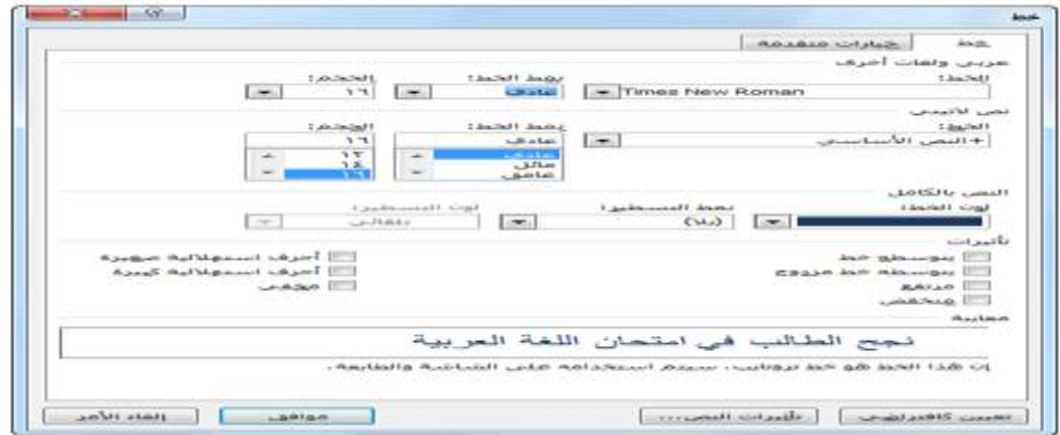 خط
خط	خيارات متقدمة
عربي ولغات أخرى
الخط:	نمط الخط:	الحجم:
Times New Roman	عادي	١٦
نص لاتيني
الخط:	نمط الخط:	الحجم:
+النص الأساسي	عادي	١٦
عادي	١٢
مائل	١٤
غامق	١٦
النص بالكامل
لون الخط:	نمط التسطير:	لون التسطير:
(بلا)	تلقائي
تأثيرات
يتوسطه خط	أحرف استهلالية صغيرة
يتوسطه خط مزدوج	أحرف استهلالية كبيرة
مرتفع	مخفي
منخفض
معاينة
نجح الطالب في امتحان اللغة العربية
إن هذا الخط هو خط تروتايب. سيتم استخدامه على الشاشة والطابعة.
تعيين كافتراضي	تأثيرات النص...	موافق	إلغاء الأمر